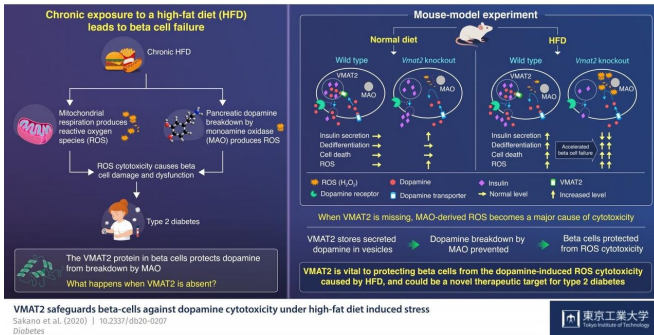 Chronic exposure to a high-fat diet (HFD)
leads to beta cell failure
Chronic HFD
Mitochondrial
respiration produces
reactive oxygen
species (ROS)
Pancreatic dopamine
breakdown by
monoamine oxidase
(MAO) produces ROS
ROS cytotoxicity causes beta
cell damage and dysfunction
Type 2 diabetes
The VMAT2 protein in beta cells protects dopamine
from breakdown by MAO
What happens when VMAT2 is absent?
Mouse-model experiment
Normal diet
HFD
Wild type
Vmat2 knockout
Wild type
Vmat2 knockout
VMAT2
MAO
MAO
VMAT2
MAO
MAO
Insulin secretion → ↑
Dedifferentiation → →
Cell death → →
ROS → ↑
Insulin secretion ↑ ↓↓
Dedifferentiation ↑ ↑↑
Cell death ↑ ↑↑
ROS ↑ ↑↑
Accelerated
beta cell failure
ROS (H₂O₂)
Dopamine
Insulin
VMAT2
Dopamine receptor
Dopamine transporter
→ Normal level
↑ Increased level
When VMAT2 is missing, MAO-derived ROS becomes a major cause of cytotoxicity
VMAT2 stores secreted
dopamine in vesicles
Dopamine breakdown by
MAO prevented
Beta cells protected
from ROS cytotoxicity
VMAT2 is vital to protecting beta cells from the dopamine-induced ROS cytotoxicity
caused by HFD, and could be a novel therapeutic target for type 2 diabetes
VMAT2 safeguards beta-cells against dopamine cytotoxicity under high-fat diet induced stress
Sakano et al. (2020) | 10.2337/db20-0207
Diabetes
東京工業大学
Tokyo Institute of Technology